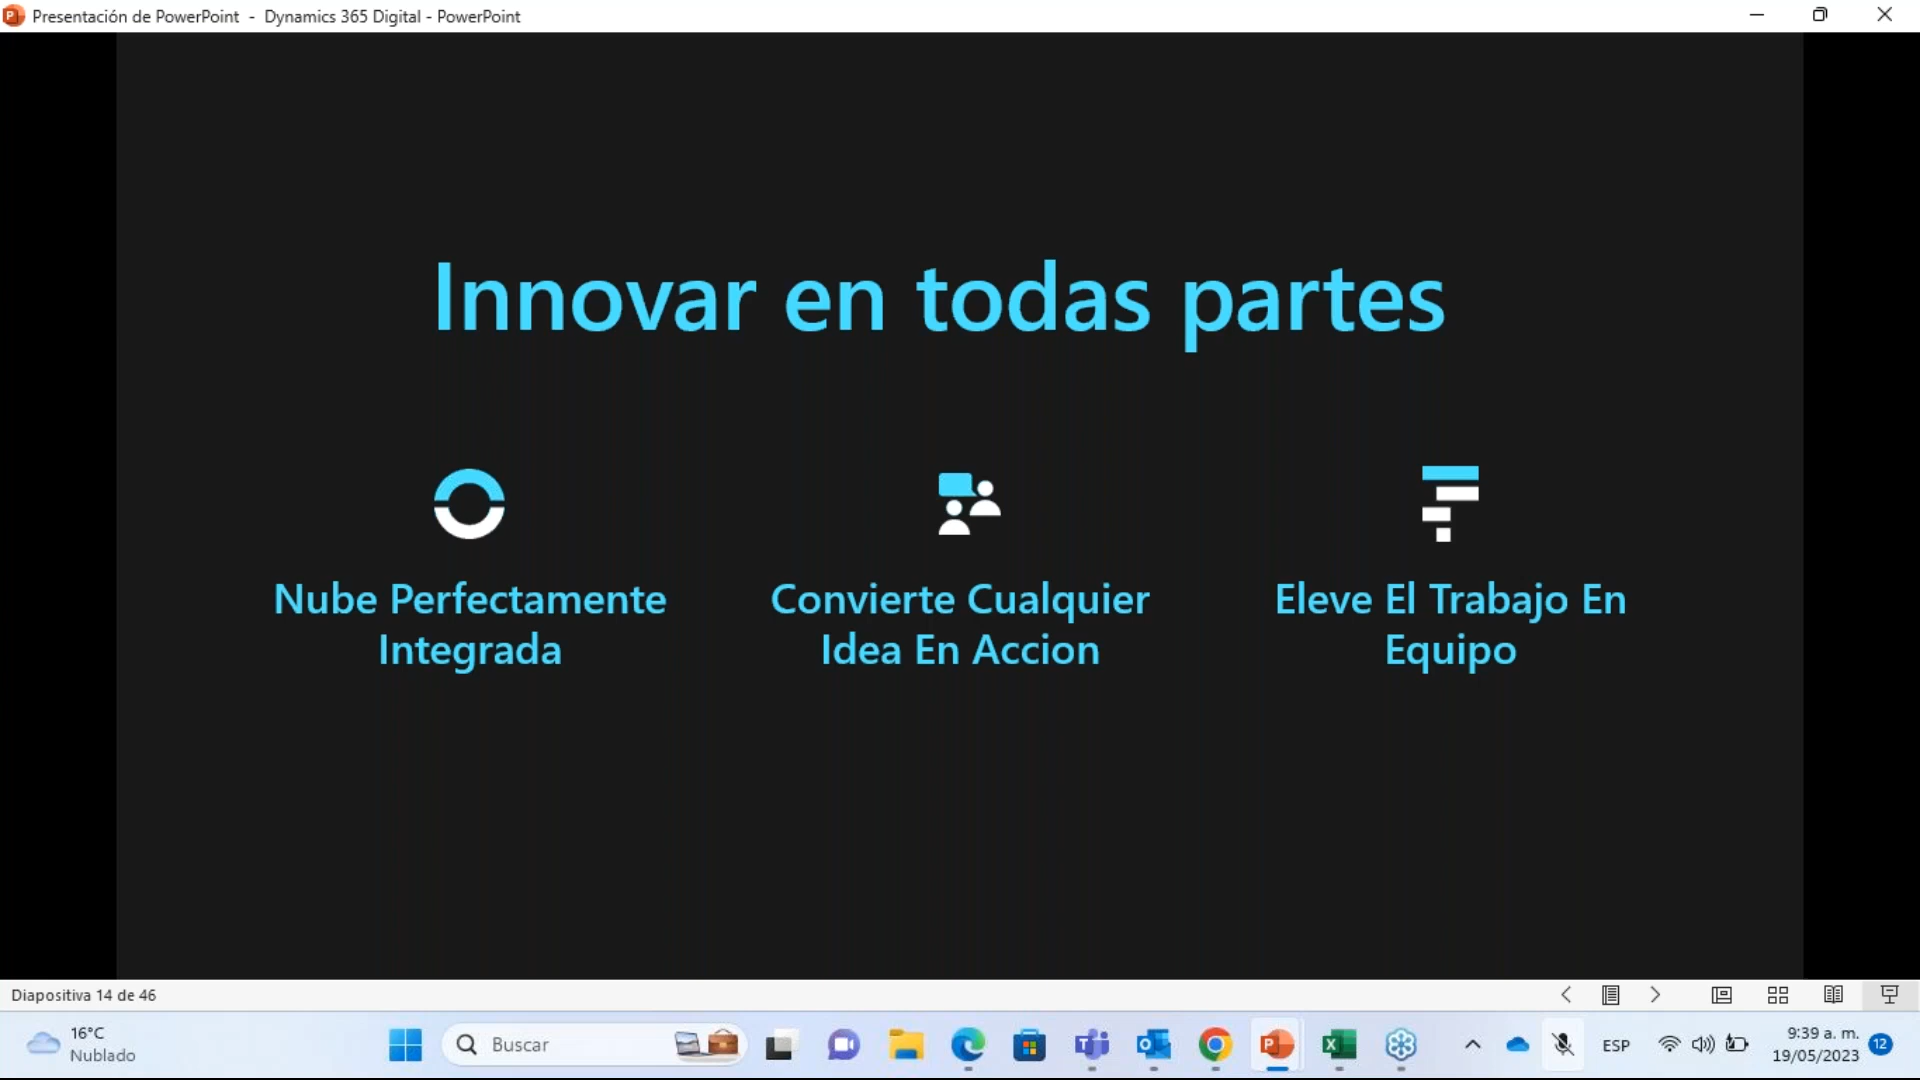 Presentación de PowerPoint - Dynamics 365 Digital - PowerPoint
Innovar en todas partes
Nube Perfectamente
Integrada
Convierte Cualquier
Idea En Accion
Eleve El Trabajo En
Equipo
Diapositiva 14 de 46
16°C
Nublado
Buscar
ESP
9:39 a. m.
19/05/2023
12